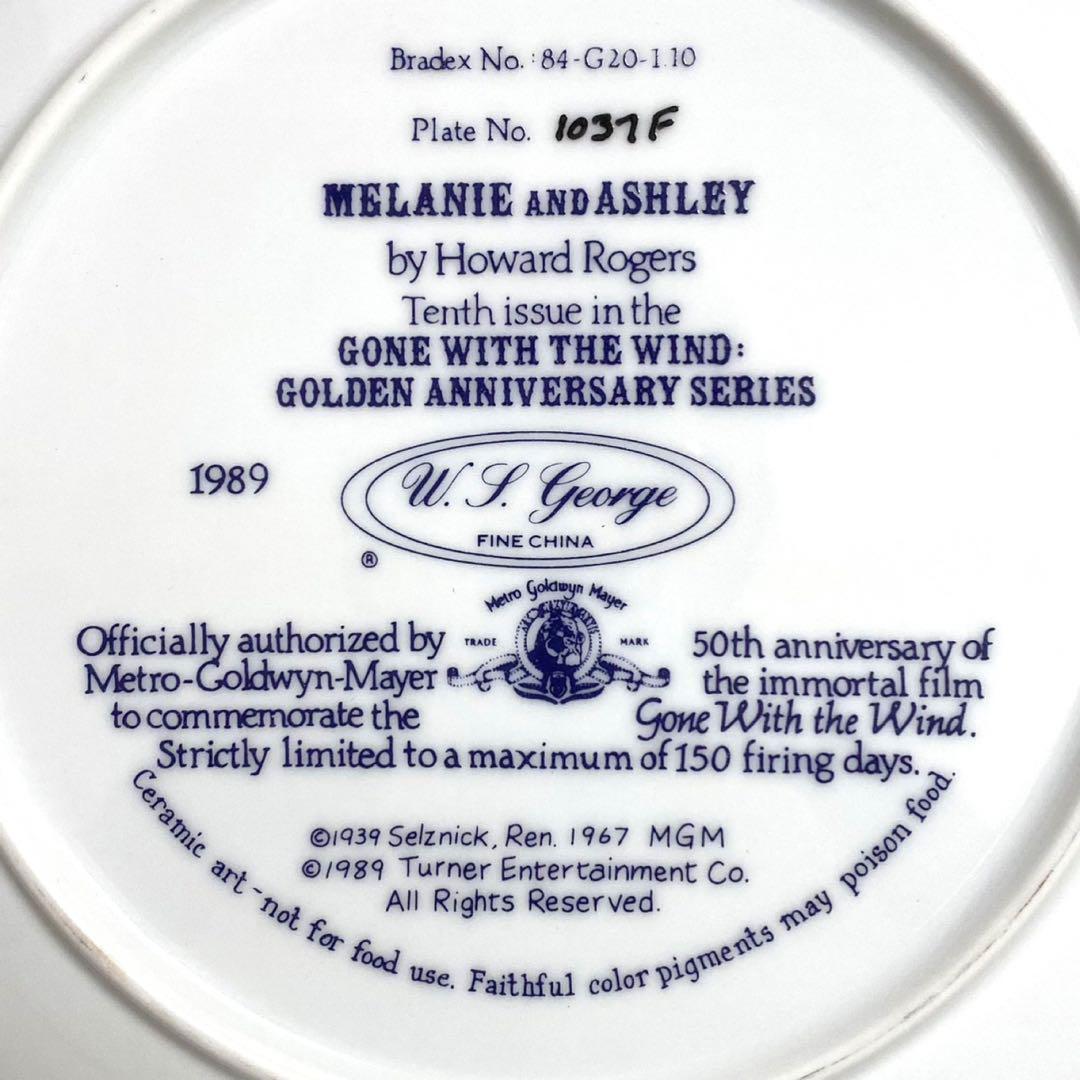 Bradex No.: 84-G20-1.10
Plate No. 1037F
MELANIE AND ASHLEY
by Howard Rogers
Tenth issue in the
GONE WITH THE WIND:
GOLDEN ANNIVERSARY SERIES
1989
W. S. George
FINE CHINA
®
Metro Goldwyn Mayer
TRADE MARK
Officially authorized by
Metro-Goldwyn-Mayer
to commemorate the
50th anniversary of
the immortal film
Gone With the Wind.
Strictly limited to a maximum of 150 firing days.
©1939 Selznick, Ren. 1967 MGM
©1989 Turner Entertainment Co.
All Rights Reserved.
Ceramic art-not for food use. Faithful color pigments may poison food.